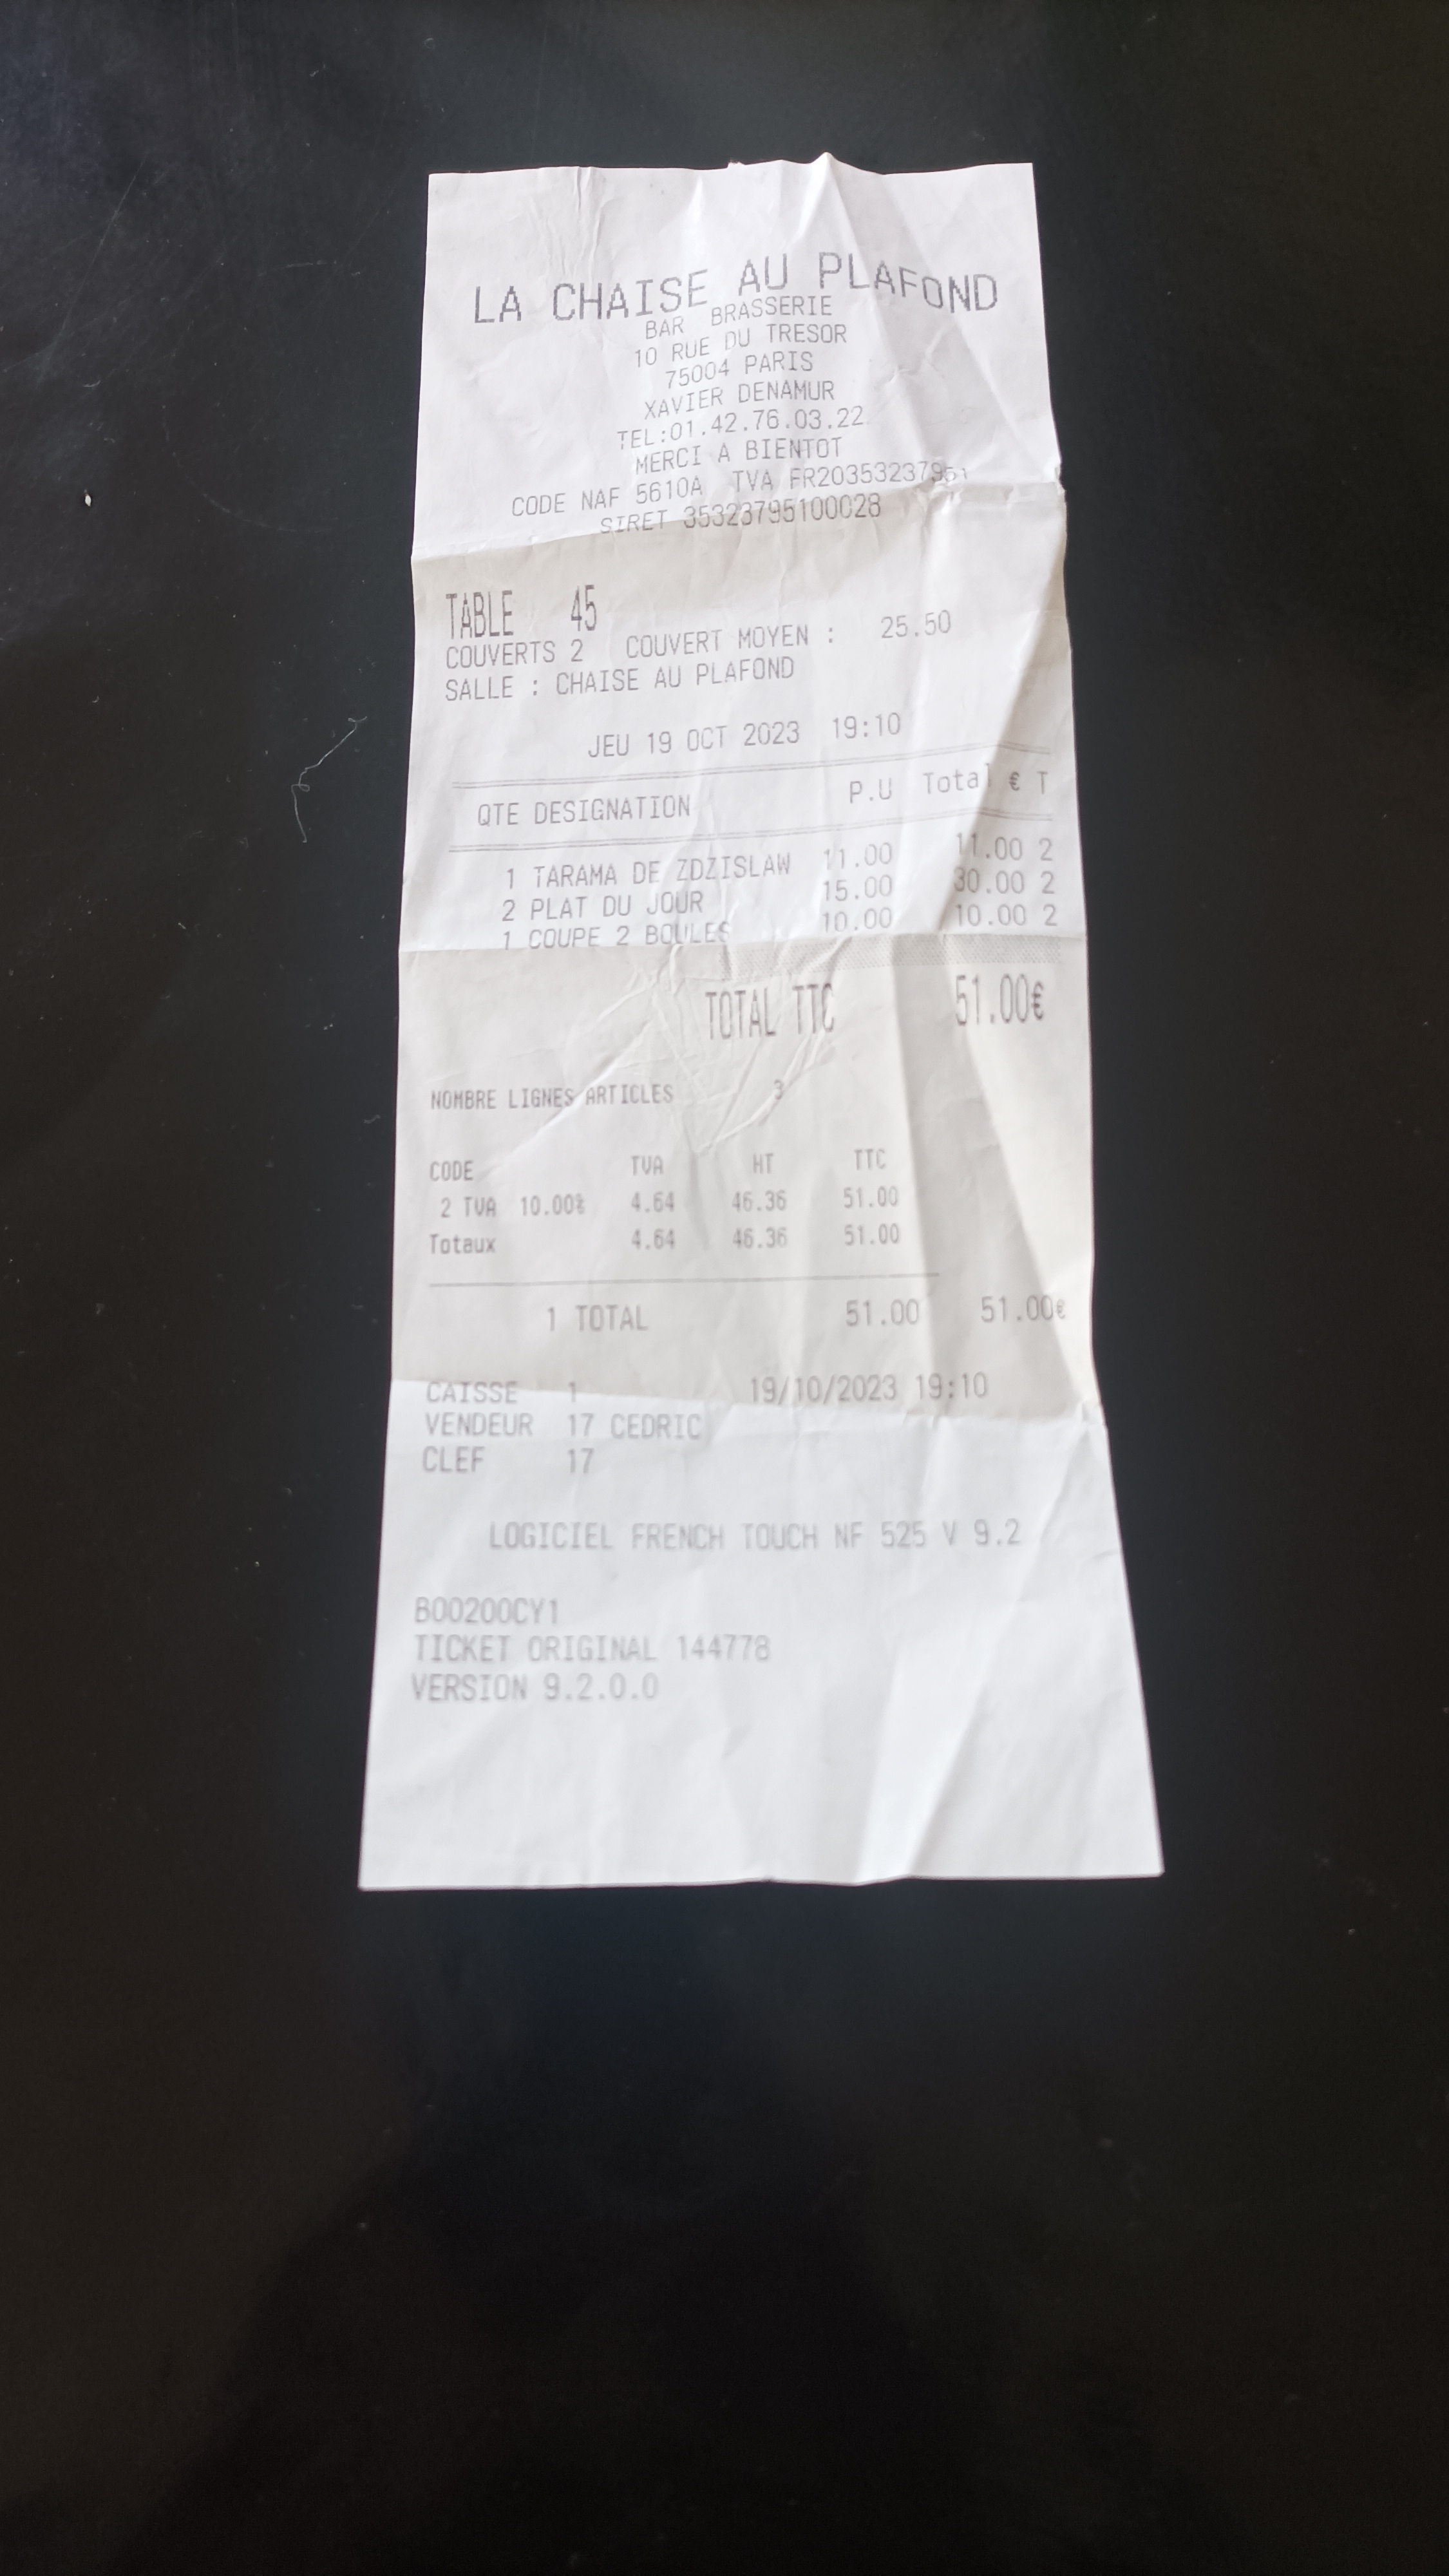 LA CHAISE AU PLAFOND
BAR BRASSERIE
10 RUE DU TRESOR
75004 PARIS
XAVIER DENAMUR
TEL:01.42.76.03.22
MERCI A BIENTOT
CODE NAF 5610A TVA FR20353237951
SIRET 35323795100028
TABLE 45
COUVERTS 2 COUVERT MOYEN : 25.50
SALLE : CHAISE AU PLAFOND
JEU 19 OCT 2023 19:10
QTE DESIGNATION P.U Total € T
1 TARAMA DE ZDZISLAW 11.00 11.00 2
2 PLAT DU JOUR 15.00 30.00 2
1 COUPE 2 BOULES 10.00 10.00 2
TOTAL TTC 51.00€
NOMBRE LIGNES ARTICLES 3
CODE TVA HT TTC
2 TVA 10.00% 4.64 46.36 51.00
Totaux 4.64 46.36 51.00
1 TOTAL 51.00 51.00€
CAISSE 1 19/10/2023 19:10
VENDEUR 17 CEDRIC
CLEF 17
LOGICIEL FRENCH TOUCH NF 525 V 9.2
B00200CY1
TICKET ORIGINAL 144778
VERSION 9.2.0.0